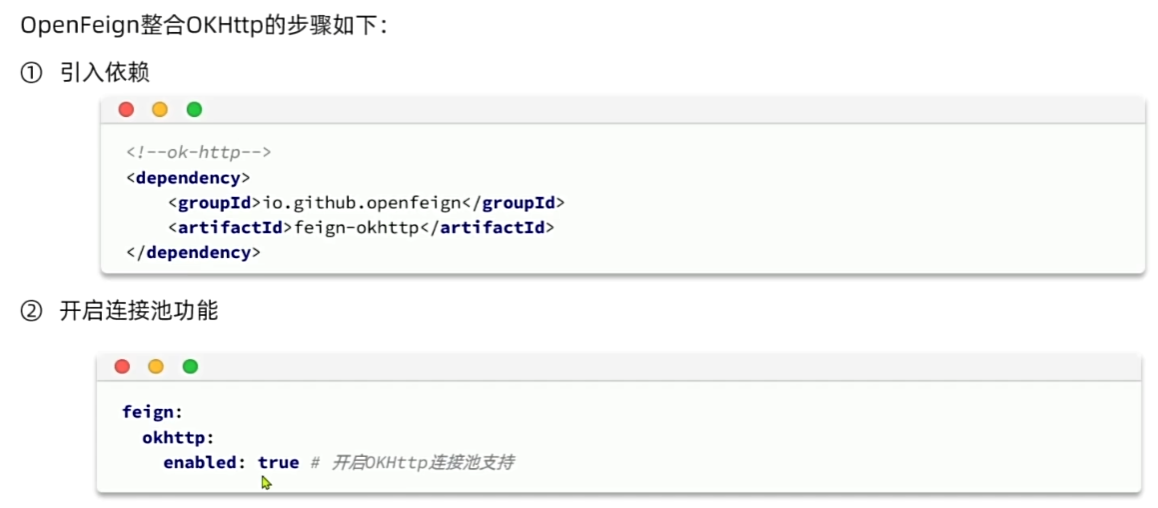 OpenFeign整合OKHttp的步骤如下：
① 引入依赖
<!--ok-http-->
<dependency>
    <groupId>io.github.openfeign</groupId>
    <artifactId>feign-okhttp</artifactId>
</dependency>
② 开启连接池功能
feign:
  okhttp:
    enabled: true # 开启OKHttp连接池支持